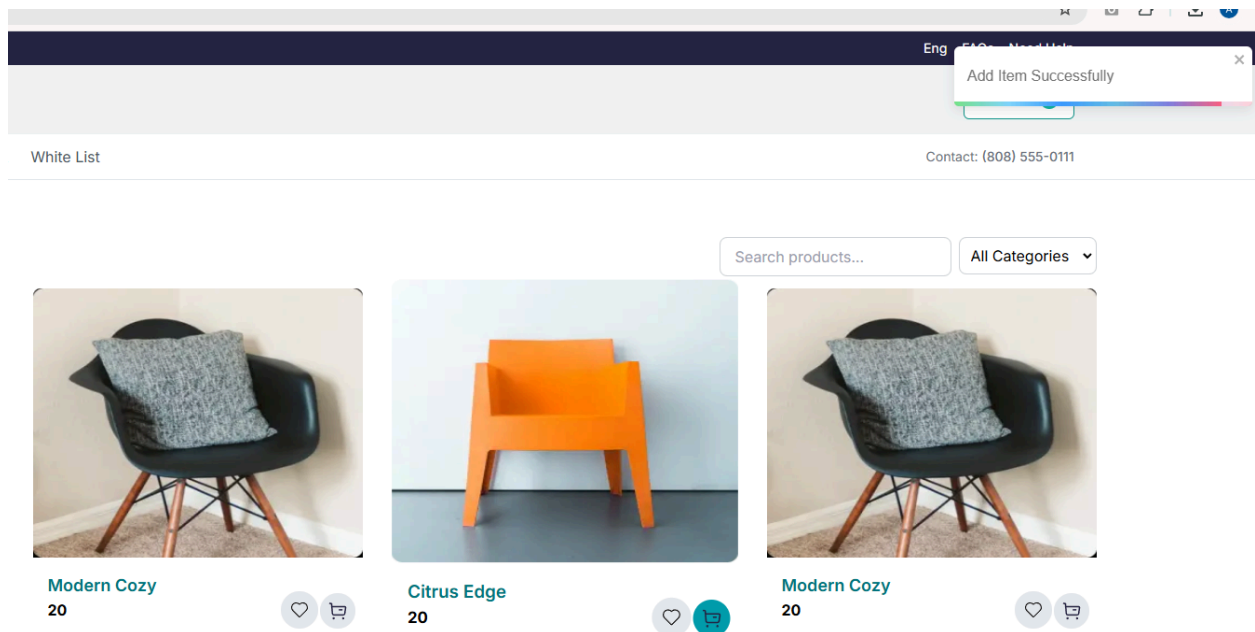 Eng
Add Item Successfully
White List
Contact: (808) 555-0111
Search products...
All Categories
Modern Cozy
20
Citrus Edge
20
Modern Cozy
20